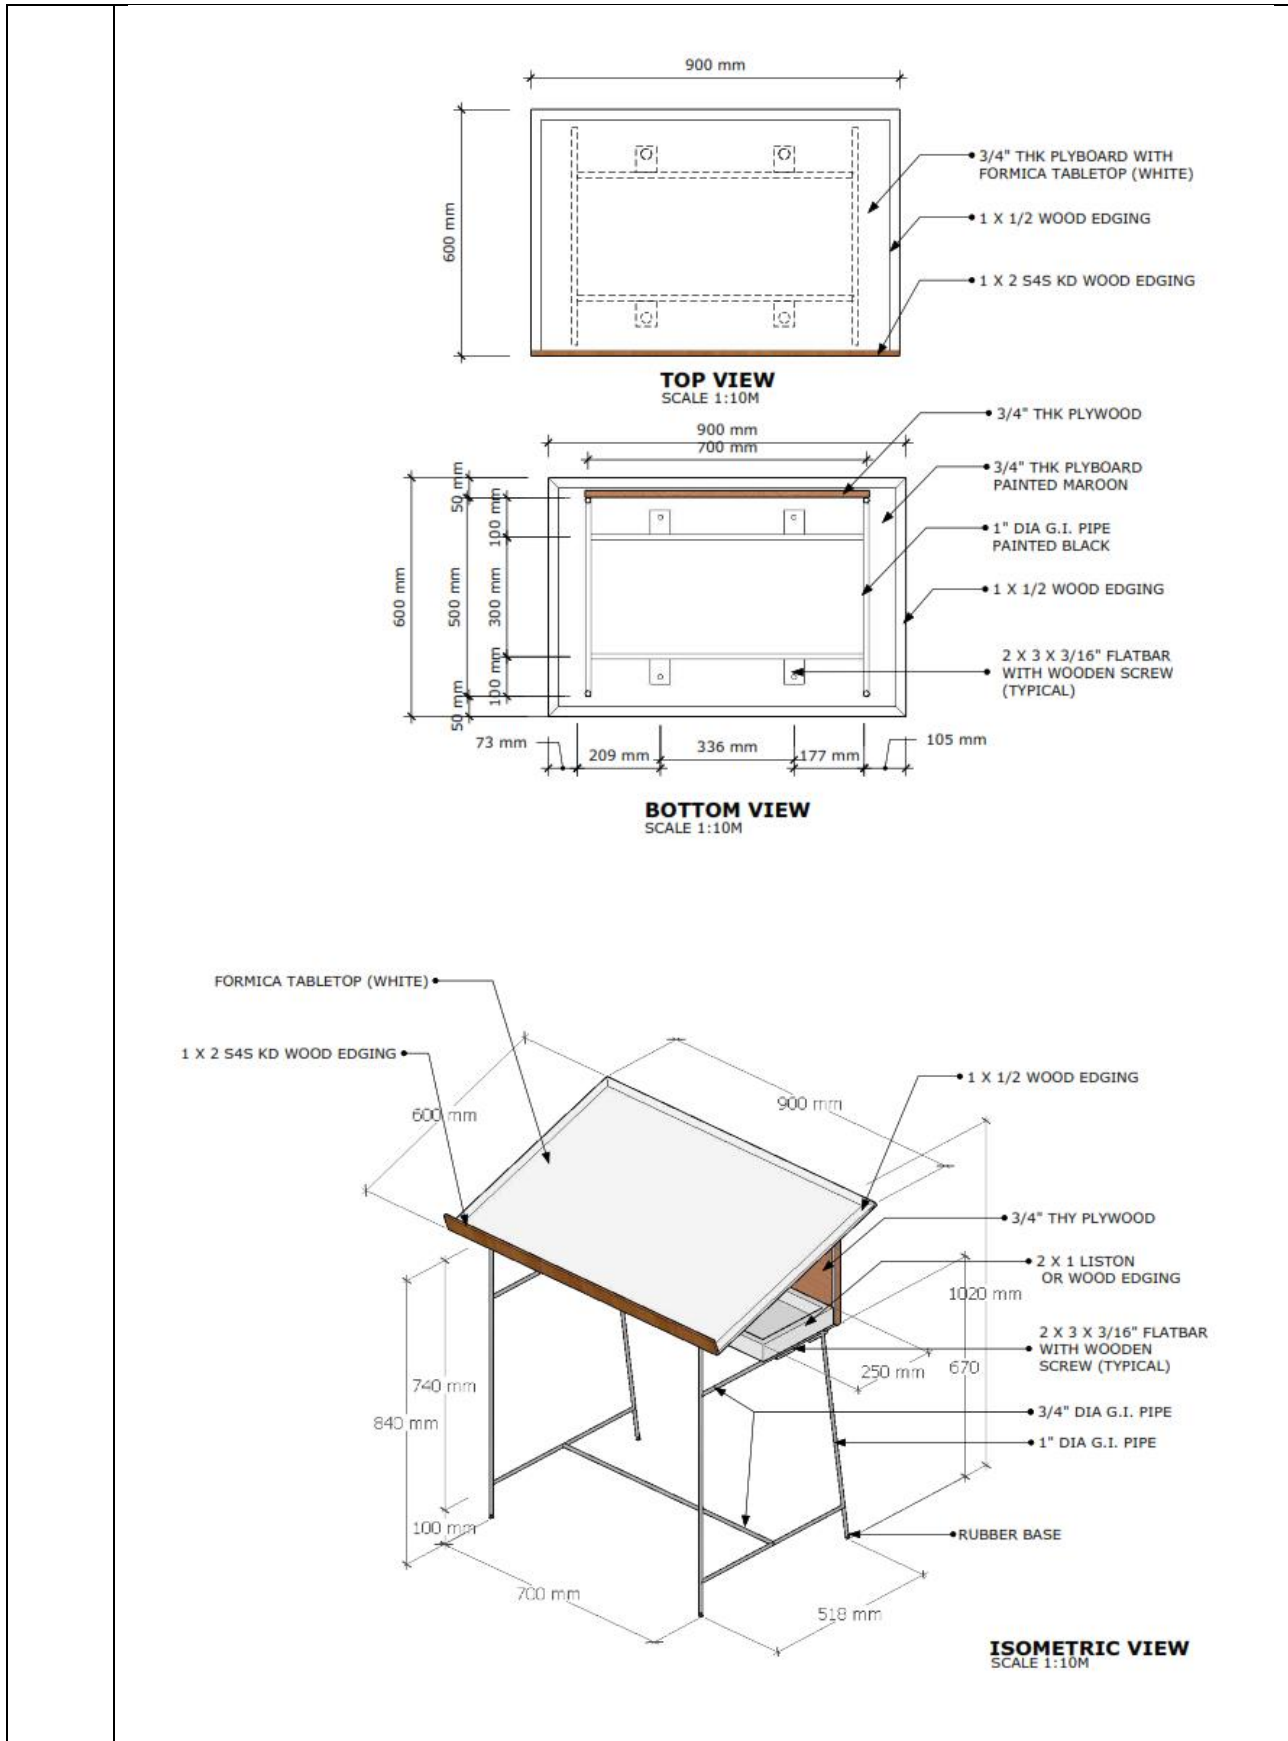 900 mm
600 mm
3/4" THK PLYBOARD WITH
FORMICA TABLETOP (WHITE)
1 X 1/2 WOOD EDGING
1 X 2 S4S KD WOOD EDGING
TOP VIEW
SCALE 1:10M
900 mm
700 mm
3/4" THK PLYWOOD
3/4" THK PLYBOARD
PAINTED MAROON
1" DIA G.I. PIPE
PAINTED BLACK
1 X 1/2 WOOD EDGING
2 X 3 X 3/16" FLATBAR
WITH WOODEN SCREW
(TYPICAL)
600 mm
50 mm
500 mm
50 mm
100 mm
300 mm
100 mm
73 mm
209 mm
336 mm
177 mm
105 mm
BOTTOM VIEW
SCALE 1:10M
FORMICA TABLETOP (WHITE)
1 X 2 S4S KD WOOD EDGING
600 mm
900 mm
1 X 1/2 WOOD EDGING
3/4" THY PLYWOOD
2 X 1 LISTON
OR WOOD EDGING
1020 mm
2 X 3 X 3/16" FLATBAR
WITH WOODEN
SCREW (TYPICAL)
250 mm
670
740 mm
840 mm
3/4" DIA G.I. PIPE
1" DIA G.I. PIPE
100 mm
RUBBER BASE
700 mm
518 mm
ISOMETRIC VIEW
SCALE 1:10M